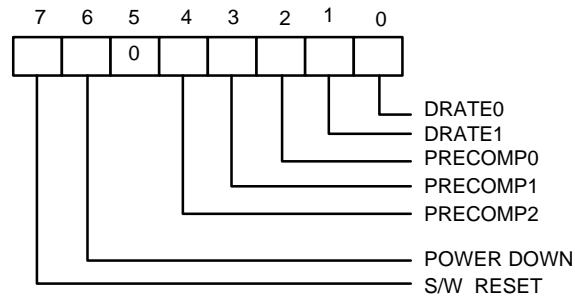 7 6 5 4 3 2 1 0
0
DRATE0
DRATE1
PRECOMP0
PRECOMP1
PRECOMP2
POWER DOWN
S/W RESET